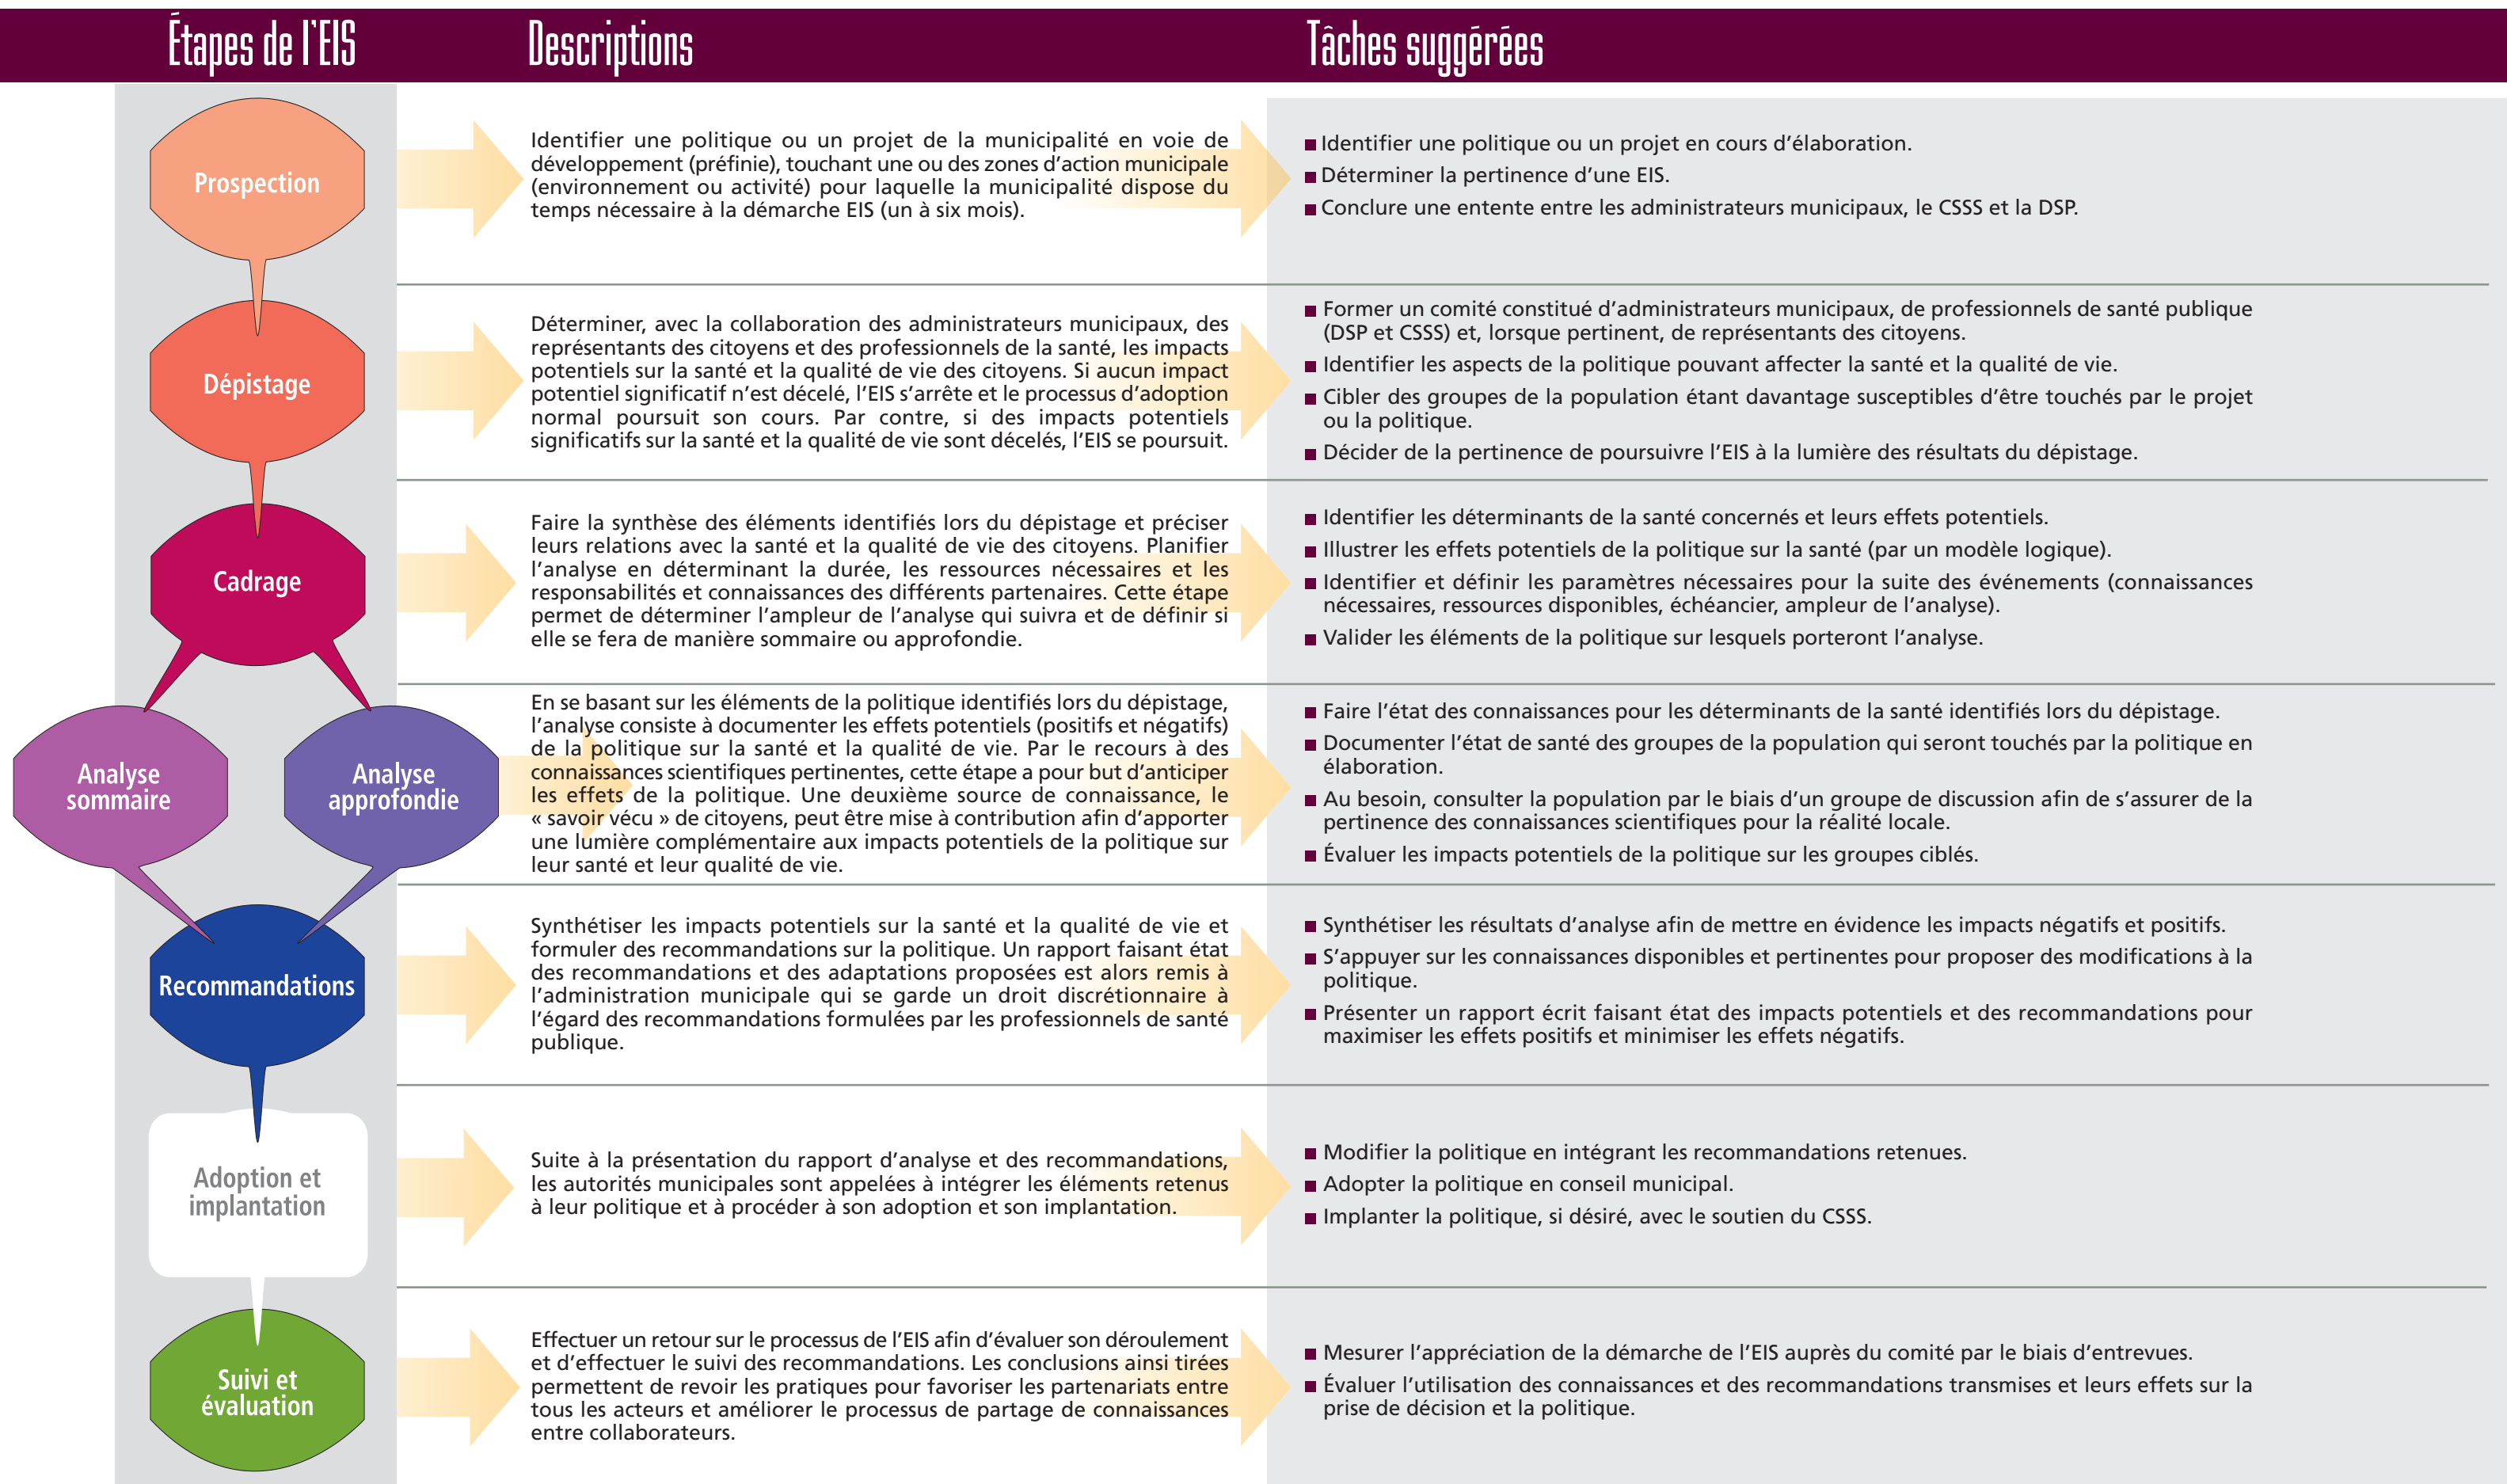 Étapes de l'EIS
Descriptions
Tâches suggérées
Prospection
Identifier une politique ou un projet de la municipalité en voie de
développement (préfinie), touchant une ou des zones d'action municipale
(environnement ou activité) pour laquelle la municipalité dispose du
temps nécessaire à la démarche EIS (un à six mois).
■ Identifier une politique ou un projet en cours d'élaboration.
■ Déterminer la pertinence d'une EIS.
■ Conclure une entente entre les administrateurs municipaux, le CSSS et la DSP.
Dépistage
Déterminer, avec la collaboration des administrateurs municipaux, des
représentants des citoyens et des professionnels de la santé, les impacts
potentiels sur la santé et la qualité de vie des citoyens. Si aucun impact
potentiel significatif n'est décelé, l'EIS s'arrête et le processus d'adoption
normal poursuit son cours. Par contre, si des impacts potentiels
significatifs sur la santé et la qualité de vie sont décelés, l'EIS se poursuit.
■ Former un comité constitué d'administrateurs municipaux, de professionnels de santé publique
(DSP et CSSS) et, lorsque pertinent, de représentants des citoyens.
■ Identifier les aspects de la politique pouvant affecter la santé et la qualité de vie.
■ Cibler des groupes de la population étant davantage susceptibles d'être touchés par le projet
ou la politique.
■ Décider de la pertinence de poursuivre l'EIS à la lumière des résultats du dépistage.
Cadrage
Faire la synthèse des éléments identifiés lors du dépistage et préciser
leurs relations avec la santé et la qualité de vie des citoyens. Planifier
l'analyse en déterminant la durée, les ressources nécessaires et les
responsabilités et connaissances des différents partenaires. Cette étape
permet de déterminer l'ampleur de l'analyse qui suivra et de définir si
elle se fera de manière sommaire ou approfondie.
■ Identifier les déterminants de la santé concernés et leurs effets potentiels.
■ Illustrer les effets potentiels de la politique sur la santé (par un modèle logique).
■ Identifier et définir les paramètres nécessaires pour la suite des événements (connaissances
nécessaires, ressources disponibles, échéancier, ampleur de l'analyse).
■ Valider les éléments de la politique sur lesquels porteront l'analyse.
Analyse
sommaire
Analyse
approfondie
En se basant sur les éléments de la politique identifiés lors du dépistage,
l'analyse consiste à documenter les effets potentiels (positifs et négatifs)
de la politique sur la santé et la qualité de vie. Par le recours à des
connaissances scientifiques pertinentes, cette étape a pour but d'anticiper
les effets de la politique. Une deuxième source de connaissance, le
« savoir vécu » de citoyens, peut être mise à contribution afin d'apporter
une lumière complémentaire aux impacts potentiels de la politique sur
leur santé et leur qualité de vie.
■ Faire l'état des connaissances pour les déterminants de la santé identifiés lors du dépistage.
■ Documenter l'état de santé des groupes de la population qui seront touchés par la politique en
élaboration.
■ Au besoin, consulter la population par le biais d'un groupe de discussion afin de s'assurer de la
pertinence des connaissances scientifiques pour la réalité locale.
■ Évaluer les impacts potentiels de la politique sur les groupes ciblés.
Recommandations
Synthétiser les impacts potentiels sur la santé et la qualité de vie et
formuler des recommandations sur la politique. Un rapport faisant état
des recommandations et des adaptations proposées est alors remis à
l'administration municipale qui se garde un droit discrétionnaire à
l'égard des recommandations formulées par les professionnels de santé
publique.
■ Synthétiser les résultats d'analyse afin de mettre en évidence les impacts négatifs et positifs.
■ S'appuyer sur les connaissances disponibles et pertinentes pour proposer des modifications à la
politique.
■ Présenter un rapport écrit faisant état des impacts potentiels et des recommandations pour
maximiser les effets positifs et minimiser les effets négatifs.
Adoption et
implantation
Suite à la présentation du rapport d'analyse et des recommandations,
les autorités municipales sont appelées à intégrer les éléments retenus
à leur politique et à procéder à son adoption et son implantation.
■ Modifier la politique en intégrant les recommandations retenues.
■ Adopter la politique en conseil municipal.
■ Implanter la politique, si désiré, avec le soutien du CSSS.
Suivi et
évaluation
Effectuer un retour sur le processus de l'EIS afin d'évaluer son déroulement
et d'effectuer le suivi des recommandations. Les conclusions ainsi tirées
permettent de revoir les pratiques pour favoriser les partenariats entre
tous les acteurs et améliorer le processus de partage de connaissances
entre collaborateurs.
■ Mesurer l'appréciation de la démarche de l'EIS auprès du comité par le biais d'entrevues.
■ Évaluer l'utilisation des connaissances et des recommandations transmises et leurs effets sur la
prise de décision et la politique.